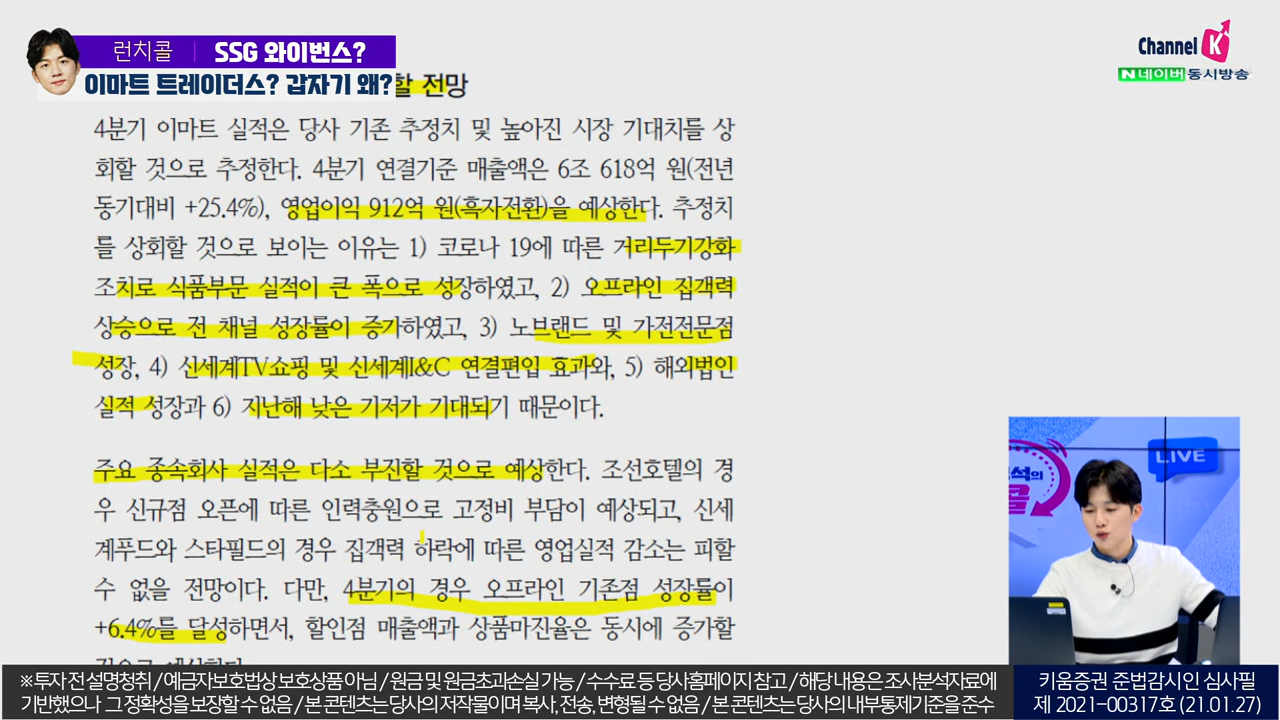 런치콜 | SSG 와이번스?
이마트 트레이더스? 갑자기 왜?
할 전망
Channel K
N 네이버 동시방송
4분기 이마트 실적은 당사 기존 추정치 및 높아진 시장 기대치를 상
회할 것으로 추정한다. 4분기 연결기준 매출액은 6조 618억 원(전년
동기대비 +25.4%), 영업이익 912억 원(흑자전환)을 예상한다. 추정치
를 상회할 것으로 보이는 이유는 1) 코로나 19에 따른 거리두기강화
조치로 식품부문 실적이 큰 폭으로 성장하였고, 2) 오프라인 집객력
상승으로 전 채널 성장률이 증가하였고, 3) 노브랜드 및 가전전문점
성장, 4) 신세계TV쇼핑 및 신세계I&C 연결편입 효과와, 5) 해외법인
실적 성장과 6) 지난해 낮은 기저가 기대되기 때문이다.
주요 종속회사 실적은 다소 부진할 것으로 예상한다. 조선호텔의 경
우 신규점 오픈에 따른 인력충원으로 고정비 부담이 예상되고, 신세
계푸드와 스타필드의 경우 집객력 하락에 따른 영업실적 감소는 피할
수 없을 전망이다. 다만, 4분기의 경우 오프라인 기존점 성장률이
+6.4%를 달성하면서, 할인점 매출액과 상품마진율은 동시에 증가할
석의
콜
LIVE
※ 투자 전 설명청취 / 예금자보호법상 보호상품 아님 / 원금 및 원금초과손실 가능 / 수수료 등 당사홈페이지 참고 / 해당 내용은 조사분석자료에
기반했으나 그 정확성을 보장할 수 없음 / 본 콘텐츠는 당사의 저작물이며 복사, 전송, 변형될 수 없음 / 본 콘텐츠는 당사의 내부통제기준을 준수
키움증권 준법감시인 심사필
제 2021-00317호 (21.01.27)